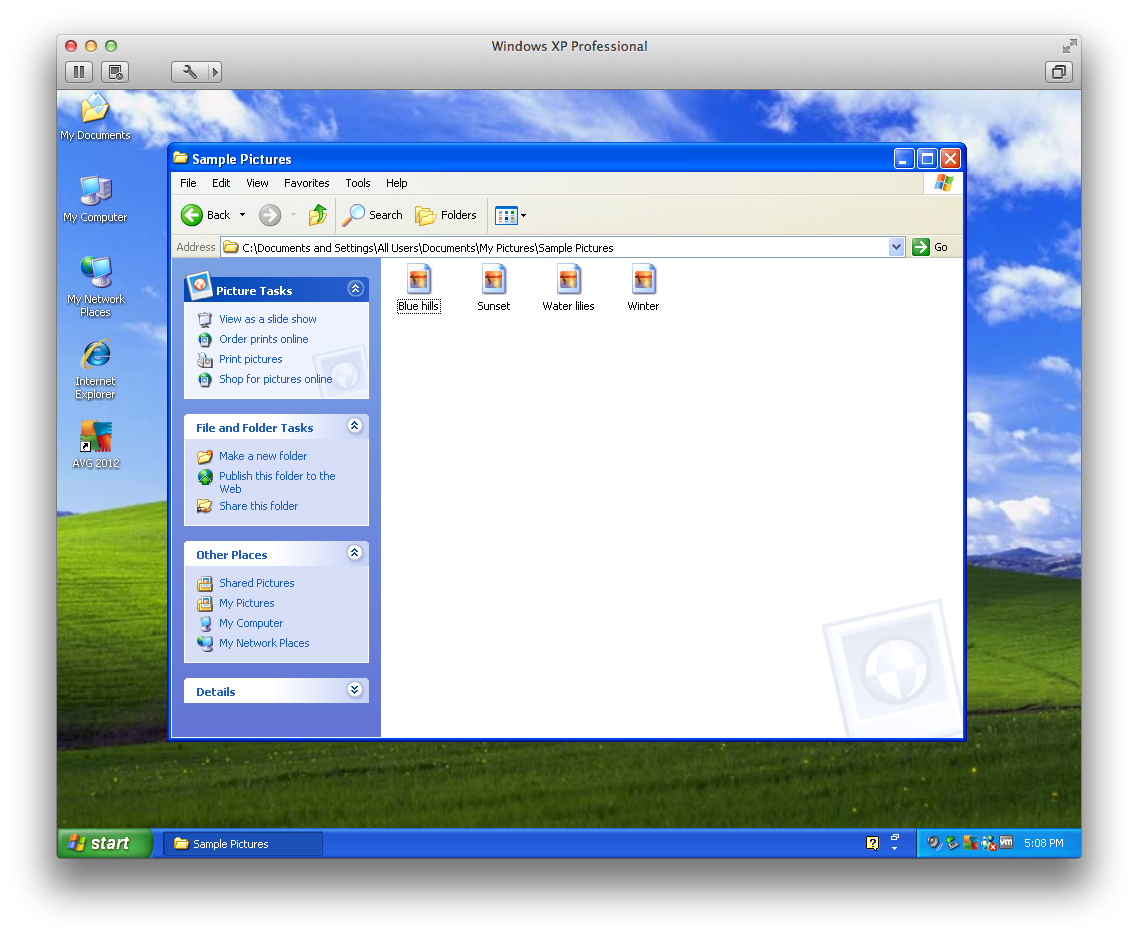 Windows XP Professional
My Documents
My Computer
My Network
Places
Internet
Explorer
AVG 2012
Sample Pictures
File Edit View Favorites Tools Help
Back Search Folders
Address C:\Documents and Settings\All Users\Documents\My Pictures\Sample Pictures Go
Picture Tasks
View as a slide show
Order prints online
Print pictures
Shop for pictures online
File and Folder Tasks
Make a new folder
Publish this folder to the
Web
Share this folder
Other Places
Shared Pictures
My Pictures
My Computer
My Network Places
Details
Blue hills Sunset Water lilies Winter
start Sample Pictures ? vm 5:08 PM